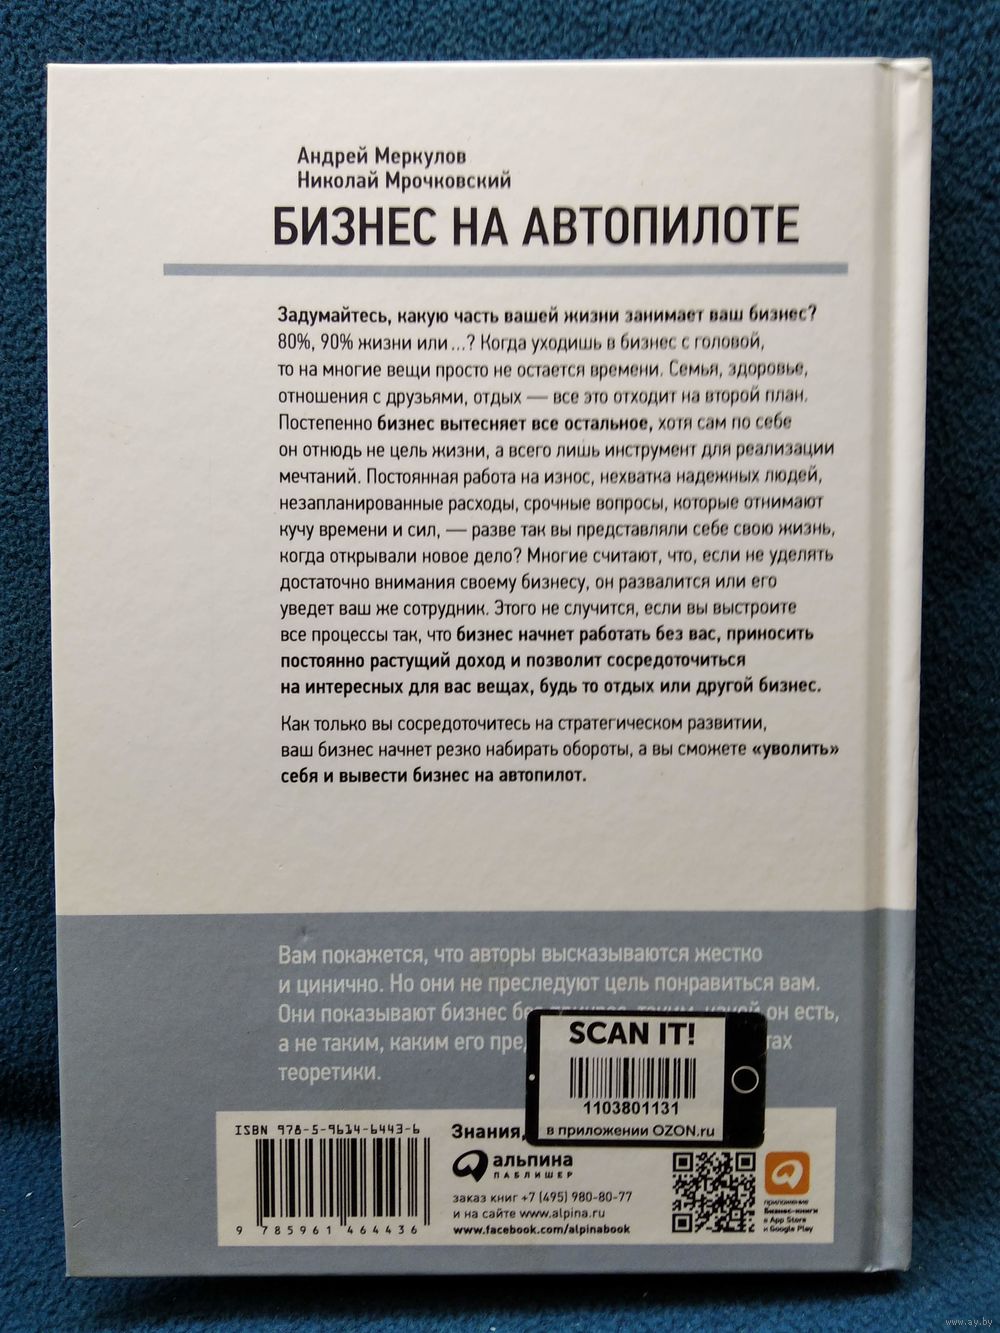 Андрей Меркулов
Николай Мрочковский
БИЗНЕС НА АВТОПИЛОТЕ
Задумайтесь, какую часть вашей жизни занимает ваш бизнес?
80%, 90% жизни или ...? Когда уходишь в бизнес с головой,
то на многие вещи просто не остается времени. Семья, здоровье,
отношения с друзьями, отдых — все это отходит на второй план.
Постепенно бизнес вытесняет все остальное, хотя сам по себе
он отнюдь не цель жизни, а всего лишь инструмент для реализации
мечтаний. Постоянная работа на износ, нехватка надежных людей,
незапланированные расходы, срочные вопросы, которые отнимают
кучу времени и сил, — разве так вы представляли себе свою жизнь,
когда открывали новое дело? Многие считают, что, если не уделять
достаточно внимания своему бизнесу, он развалится или его
уведет ваш же сотрудник. Этого не случится, если вы выстроите
все процессы так, что бизнес начнет работать без вас, приносить
постоянно растущий доход и позволит сосредоточиться
на интересных для вас вещах, будь то отдых или другой бизнес.
Как только вы сосредоточитесь на стратегическом развитии,
ваш бизнес начнет резко набирать обороты, а вы сможете «уволить»
себя и вывести бизнес на автопилот.
Вам покажется, что авторы высказываются жестко
и цинично. Но они не преследуют цель понравиться вам.
Они показывают бизнес он есть,
а не таким, каким его
теоретики.
SCAN IT!
1103801131
в приложении OZON.ru
ISBN 978-5-9614-6443-6
9 785961 464436
Знания,
альпина
ПАБЛИШЕР
заказ книг +7 (495) 980-80-77
и на сайте www.alpina.ru
www.facebook.com/alpinabook
приложение
Бизнес-книги
в App Store
и Google Play
www.ay.by